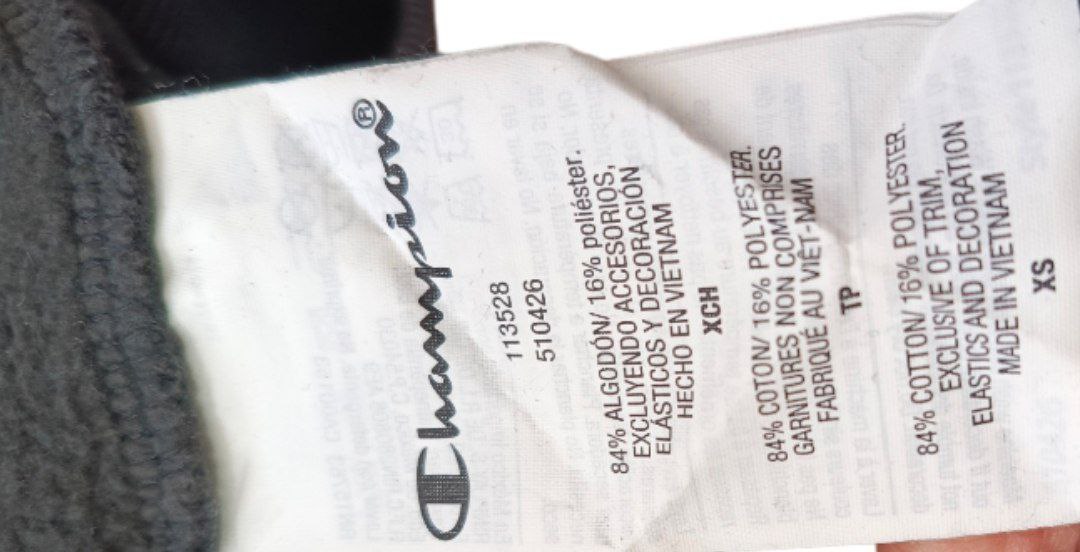 Champion®
113528
510426
84% ALGODÓN/ 16% poliéster.
EXCLUYENDO ACCESORIOS,
ELÁSTICOS Y DECORACIÓN
HECHO EN VIETNAM
XCH
84% COTON/ 16% POLYESTER.
GARNITURES NON COMPRISES
FABRIQUÉ AU VIÊT-NAM
TP
84% COTTON/ 16% POLYESTER.
EXCLUSIVE OF TRIM,
ELASTICS AND DECORATION
MADE IN VIETNAM
XS